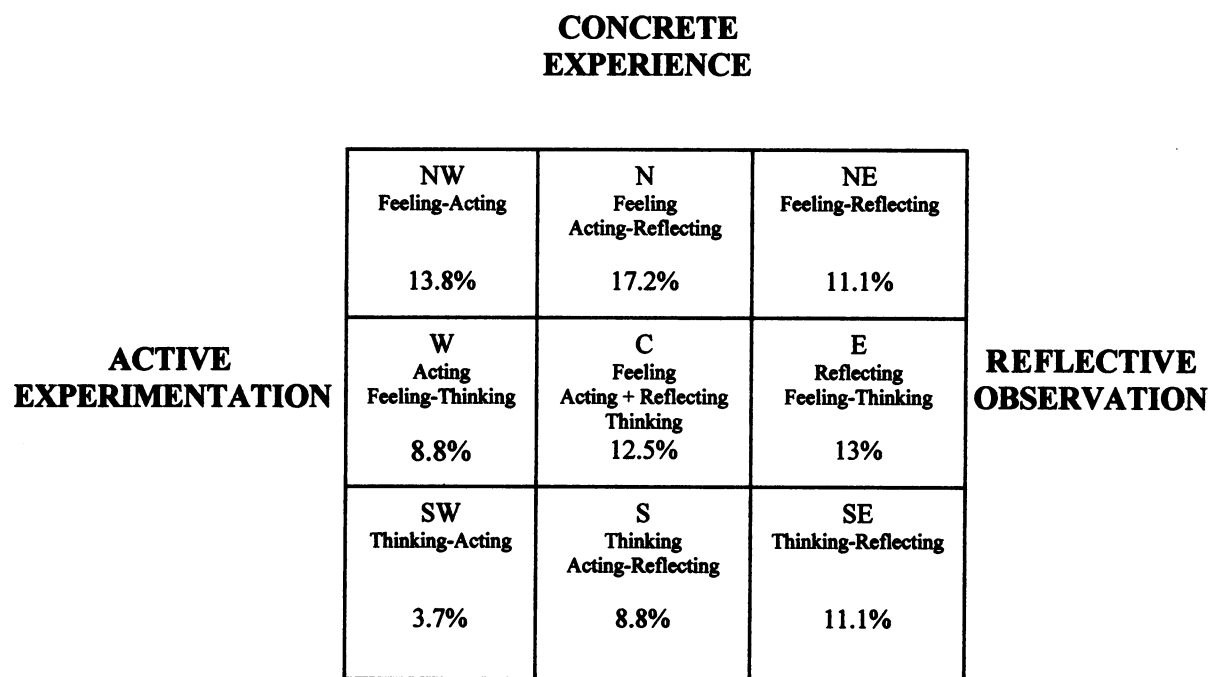 CONCRETE
EXPERIENCE
NW
Feeling-Acting
13.8%
N
Feeling
Acting-Reflecting
17.2%
NE
Feeling-Reflecting
11.1%
ACTIVE
EXPERIMENTATION
W
Acting
Feeling-Thinking
8.8%
C
Feeling
Acting + Reflecting
Thinking
12.5%
E
Reflecting
Feeling-Thinking
13%
REFLECTIVE
OBSERVATION
SW
Thinking-Acting
3.7%
S
Thinking
Acting-Reflecting
8.8%
SE
Thinking-Reflecting
11.1%